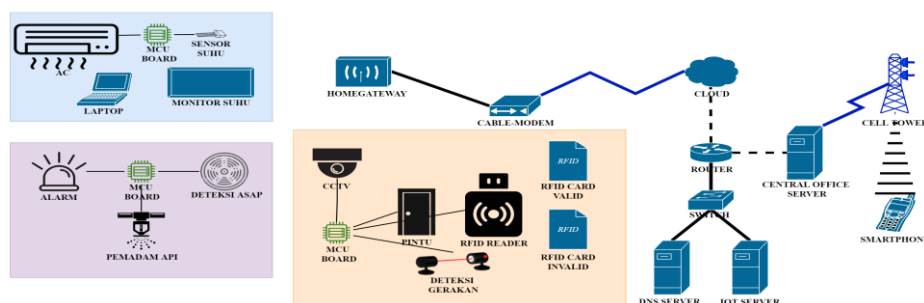 AC
MCU
BOARD
SENSOR
SUHU
LAPTOP
MONITOR SUHU
ALARM
MCU
BOARD
DETEKSI ASAP
PEMADAM API
HOMEGATEWAY
CABLE-MODEM
CLOUD
CELL TOWER
CCTV
MCU
BOARD
PINTU
RFID READER
DETEKSI
GERAKAN
RFID
RFID CARD
VALID
RFID
RFID CARD
INVALID
ROUTER
CENTRAL OFFICE
SERVER
SWITCH
SMARTPHONE
DNS SERVER
IOT SERVER